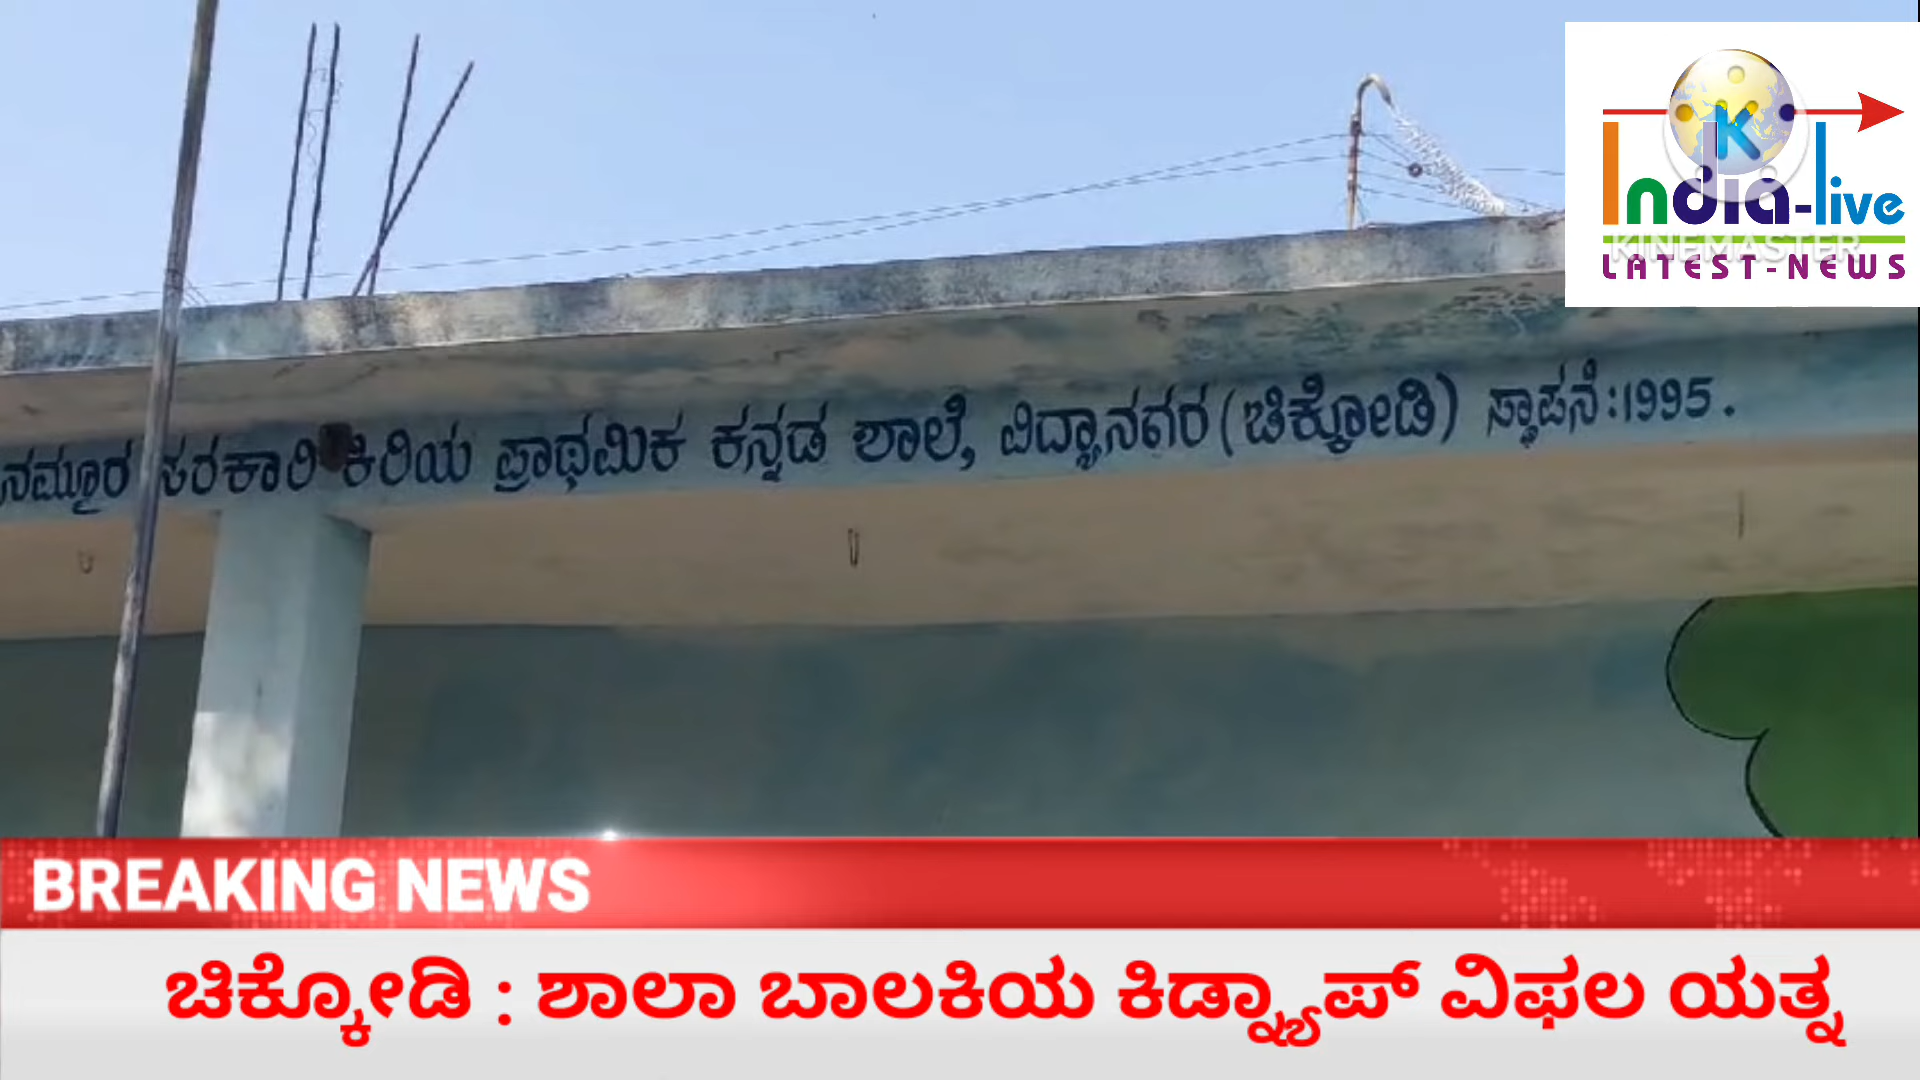 India-live
KINEMASTER
LATEST-NEWS
ನಮ್ಮೂರ ಸರಕಾರಿ ಕಿರಿಯ ಪ್ರಾಥಮಿಕ ಕನ್ನಡ ಶಾಲೆ, ವಿದ್ಯಾನಗರ (ಚಿಕ್ಕೋಡಿ) ಸ್ಥಾಪನೆ:1995.
BREAKING NEWS
ಚಿಕ್ಕೋಡಿ : ಶಾಲಾ ಬಾಲಕಿಯ ಕಿಡ್ನ್ಯಾಪ್ ವಿಫಲ ಯತ್ನ